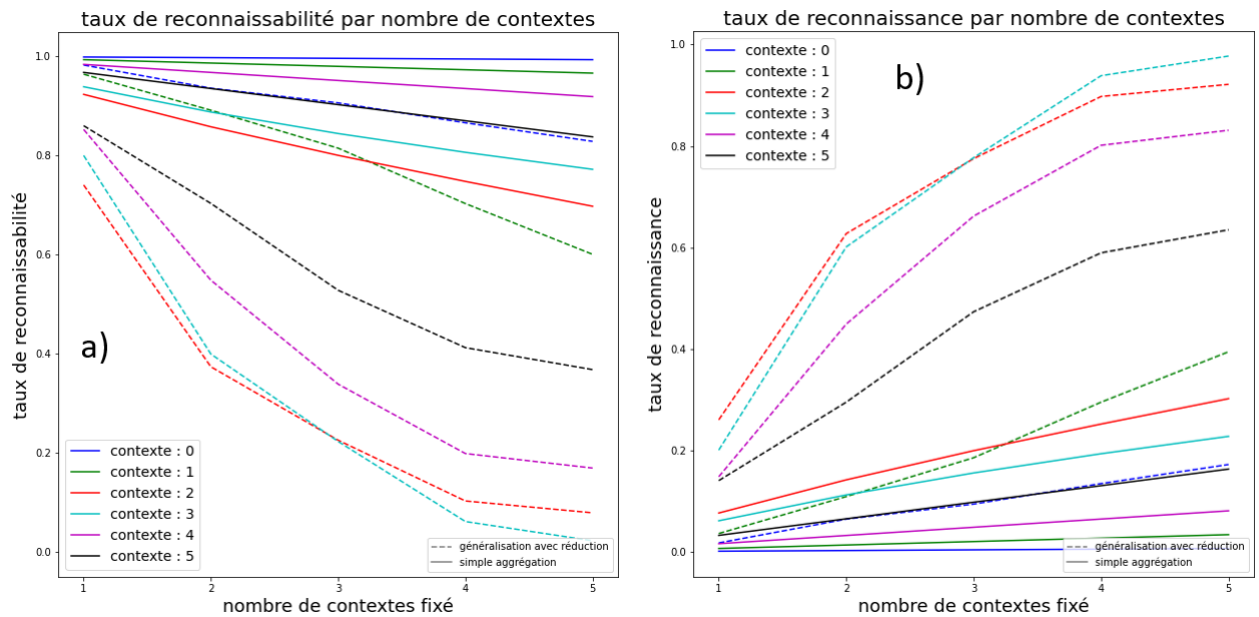 taux de reconnaissabilité par nombre de contextes
1.0
0.8
0.6
0.4
0.2
0.0
taux de reconnaissabilité
a)
contexte : 0
contexte : 1
contexte : 2
contexte : 3
contexte : 4
contexte : 5
généralisation avec réduction
simple aggrégation
1 2 3 4 5
nombre de contextes fixé
taux de reconnaissance par nombre de contextes
1.0
0.8
0.6
0.4
0.2
0.0
taux de reconnaissance
b)
contexte : 0
contexte : 1
contexte : 2
contexte : 3
contexte : 4
contexte : 5
généralisation avec réduction
simple aggrégation
1 2 3 4 5
nombre de contextes fixé